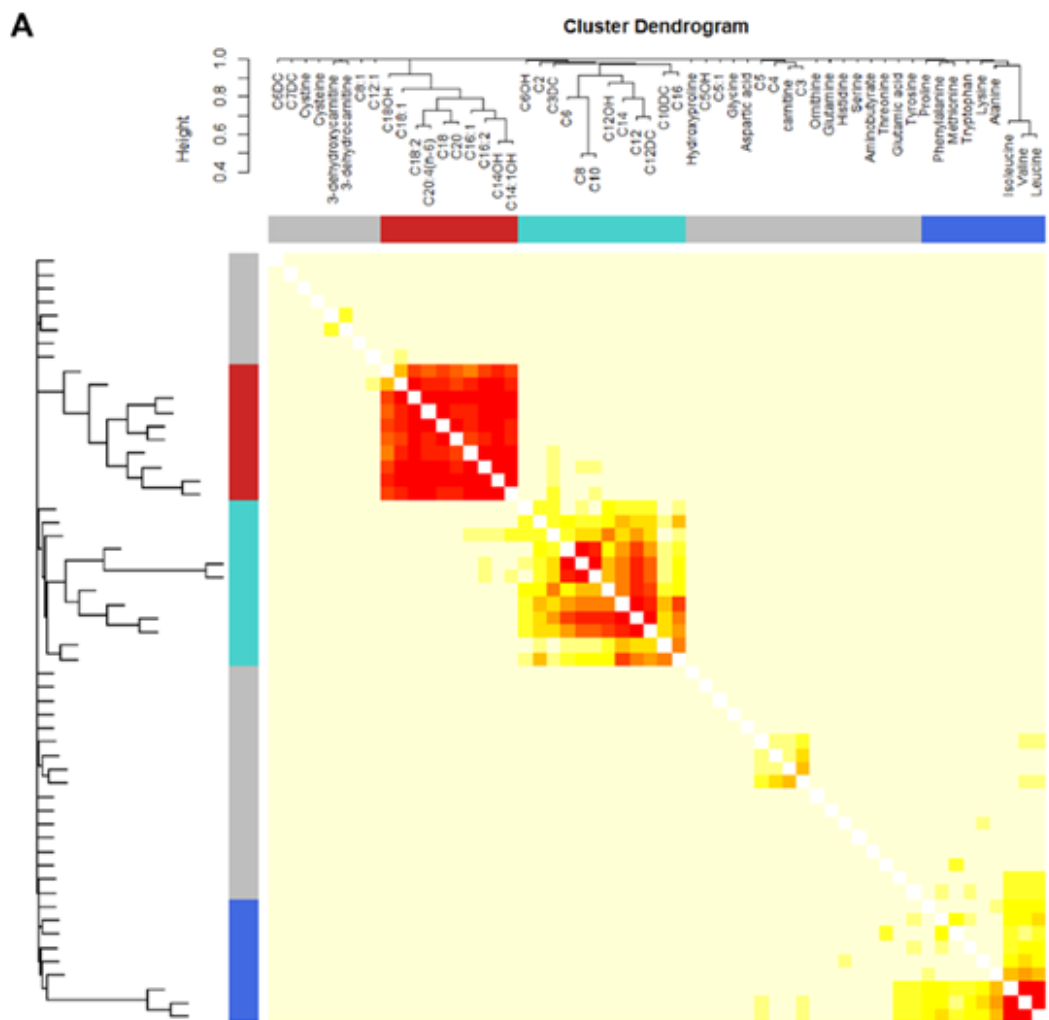 A
Cluster Dendrogram
Height
1.0
0.8
0.6
0.4
C6DC
C7DC
Cystine
Cysteine
3-dehydroxycarnitine
3-dehydrocarnitine
C8:1
C12:1
C18OH
C18:1
C18:2
C20:4(n-6)
C18
C20
C16:1
C16:2
C14OH
C14:1OH
C6OH
C2
C3DC
C6
C8
C10
C12OH
C14
C12
C12DC
C10DC
C16
Hydroxyproline
C5OH
C5:1
Glycine
Aspartic acid
C5
C4
carnitine
C3
Ornithine
Glutamine
Histidine
Serine
Aminobutyrate
Threonine
Glutamic acid
Tyrosine
Proline
Phenylalanine
Methionine
Tryptophan
Lysine
Alanine
Isoleucine
Valine
Leucine